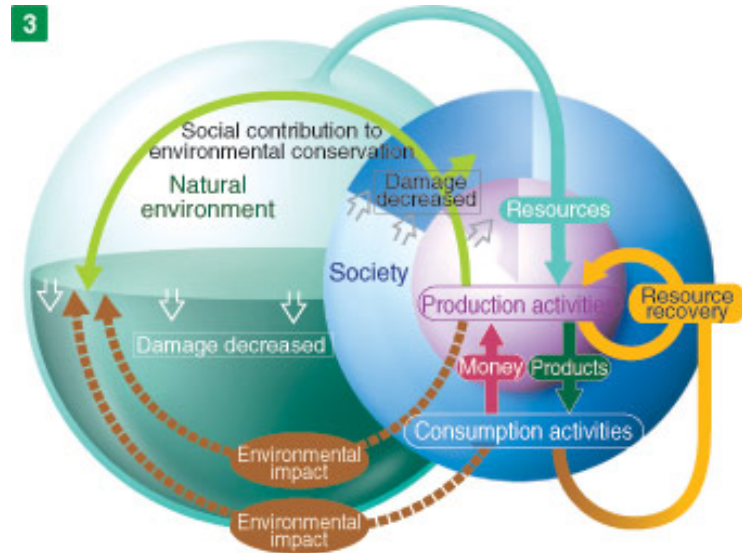 3
Social contribution to
environmental conservation
Natural
environment
Damage
decreased
Resources
Society
Production activities
Resource
recovery
Damage decreased
Money
Products
Consumption activities
Environmental
impact
Environmental
impact